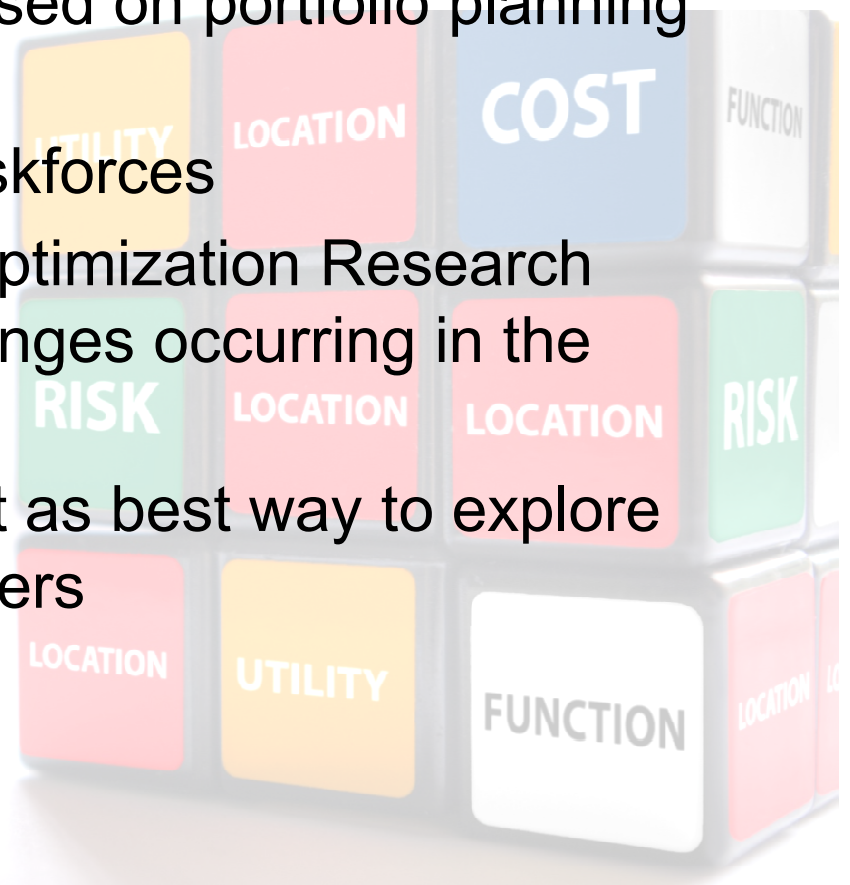 sed on portfolio planning
UTILITY LOCATION COST FUNCTION
skforces
ptimization Research
nges occurring in the
RISK LOCATION LOCATION RISK
t as best way to explore
ers
LOCATION UTILITY FUNCTION LOCATION